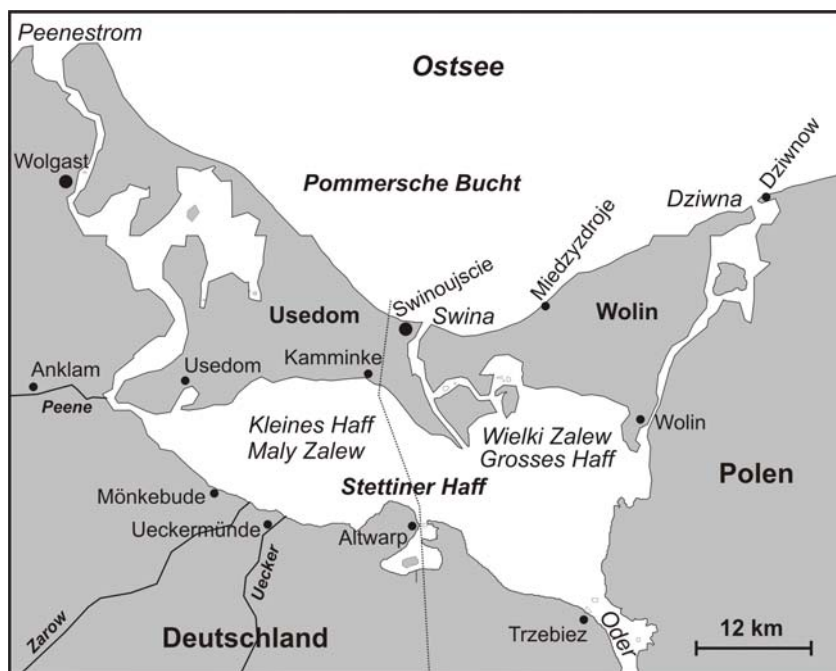 Peenestrom
Ostsee
Wolgast
Pommersche Bucht
Dziwna
Dziwnow
Miedzyzdroje
Swinoujscie
Swina
Usedom
Wolin
Kamminke
Usedom
Anklam
Peene
Kleines Haff
Maly Zalew
Wielki Zalew
Grosses Haff
Wolin
Stettiner Haff
Polen
Mönkebude
Ueckermünde
Altwarp
Uecker
Zarow
Deutschland
Trzebiez
Oder
12 km